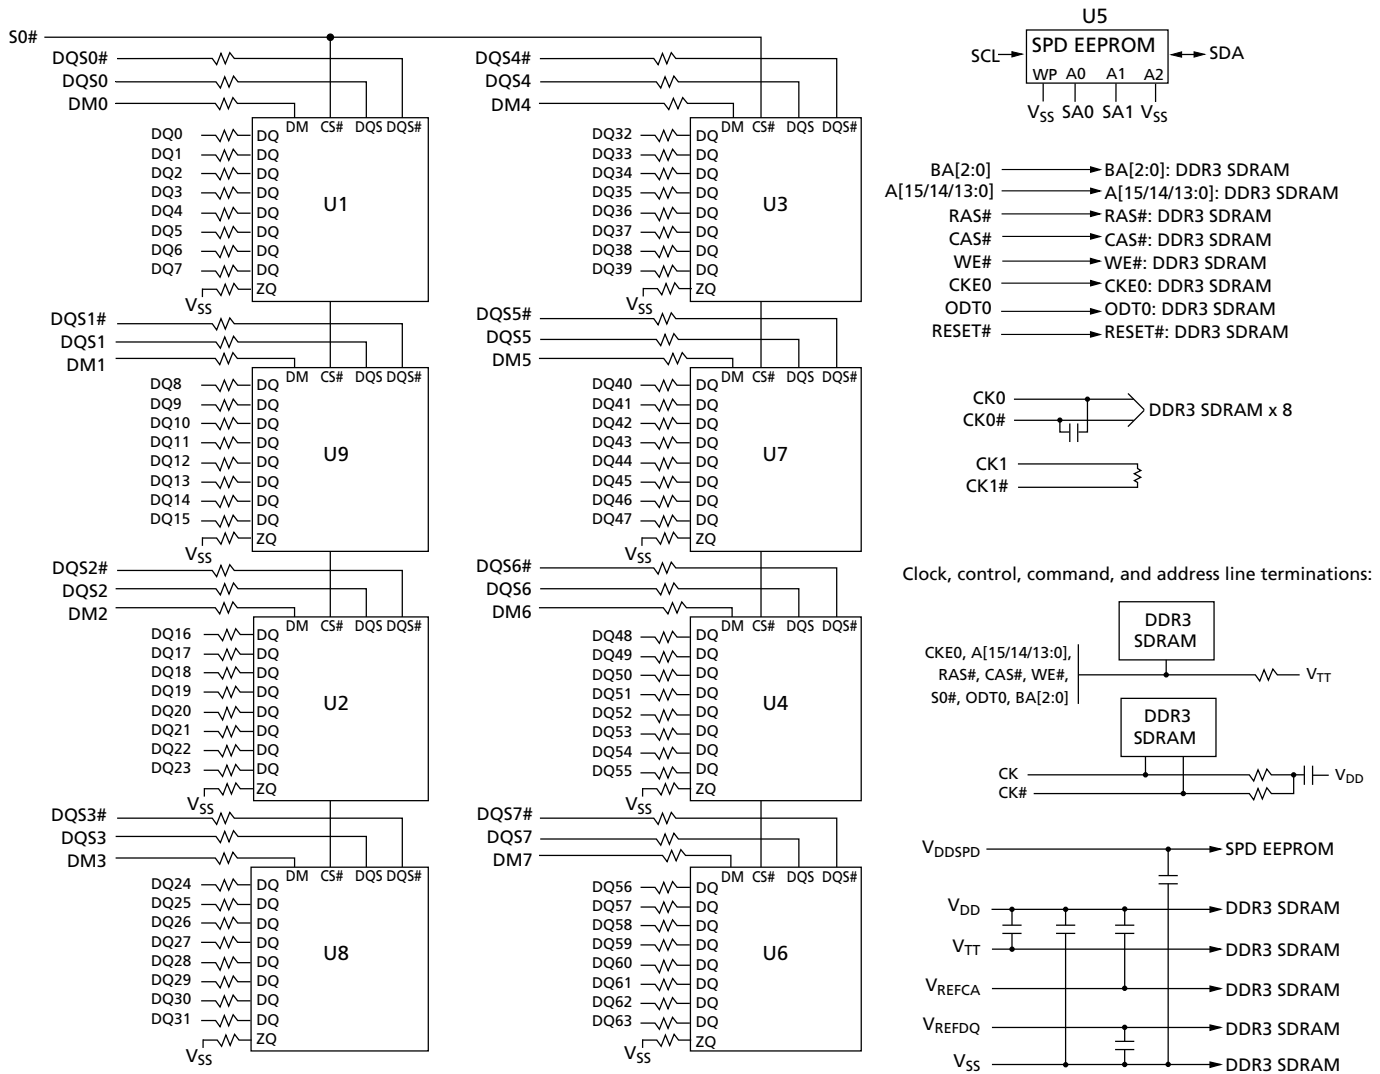 S0#
DQS0#
DQS0
DM0
DM CS# DQS DQS#
DQ0 DQ
DQ1 DQ
DQ2 DQ
DQ3 DQ
DQ4 DQ
DQ5 DQ
DQ6 DQ
DQ7 DQ
VSS ZQ
U1
DQS1#
DQS1
DM1
DM CS# DQS DQS#
DQ8 DQ
DQ9 DQ
DQ10 DQ
DQ11 DQ
DQ12 DQ
DQ13 DQ
DQ14 DQ
DQ15 DQ
VSS ZQ
U9
DQS2#
DQS2
DM2
DM CS# DQS DQS#
DQ16 DQ
DQ17 DQ
DQ18 DQ
DQ19 DQ
DQ20 DQ
DQ21 DQ
DQ22 DQ
DQ23 DQ
VSS ZQ
U2
DQS3#
DQS3
DM3
DM CS# DQS DQS#
DQ24 DQ
DQ25 DQ
DQ26 DQ
DQ27 DQ
DQ28 DQ
DQ29 DQ
DQ30 DQ
DQ31 DQ
VSS ZQ
U8
DQS4#
DQS4
DM4
DM CS# DQS DQS#
DQ32 DQ
DQ33 DQ
DQ34 DQ
DQ35 DQ
DQ36 DQ
DQ37 DQ
DQ38 DQ
DQ39 DQ
VSS ZQ
U3
DQS5#
DQS5
DM5
DM CS# DQS DQS#
DQ40 DQ
DQ41 DQ
DQ42 DQ
DQ43 DQ
DQ44 DQ
DQ45 DQ
DQ46 DQ
DQ47 DQ
VSS ZQ
U7
DQS6#
DQS6
DM6
DM CS# DQS DQS#
DQ48 DQ
DQ49 DQ
DQ50 DQ
DQ51 DQ
DQ52 DQ
DQ53 DQ
DQ54 DQ
DQ55 DQ
VSS ZQ
U4
DQS7#
DQS7
DM7
DM CS# DQS DQS#
DQ56 DQ
DQ57 DQ
DQ58 DQ
DQ59 DQ
DQ60 DQ
DQ61 DQ
DQ62 DQ
DQ63 DQ
VSS ZQ
U6
U5
SCL SPD EEPROM SDA
WP A0 A1 A2
VSS SA0 SA1 VSS
BA[2:0] BA[2:0]: DDR3 SDRAM
A[15/14/13:0] A[15/14/13:0]: DDR3 SDRAM
RAS# RAS#: DDR3 SDRAM
CAS# CAS#: DDR3 SDRAM
WE# WE#: DDR3 SDRAM
CKE0 CKE0: DDR3 SDRAM
ODT0 ODT0: DDR3 SDRAM
RESET# RESET#: DDR3 SDRAM
CK0
CK0#
DDR3 SDRAM x 8
CK1
CK1#
Clock, control, command, and address line terminations:
DDR3
SDRAM
CKE0, A[15/14/13:0],
RAS#, CAS#, WE#,
S0#, ODT0, BA[2:0]
VTT
DDR3
SDRAM
CK
CK#
VDD
VDDSPD SPD EEPROM
VDD DDR3 SDRAM
VTT DDR3 SDRAM
VREFCA DDR3 SDRAM
VREFDQ DDR3 SDRAM
VSS DDR3 SDRAM